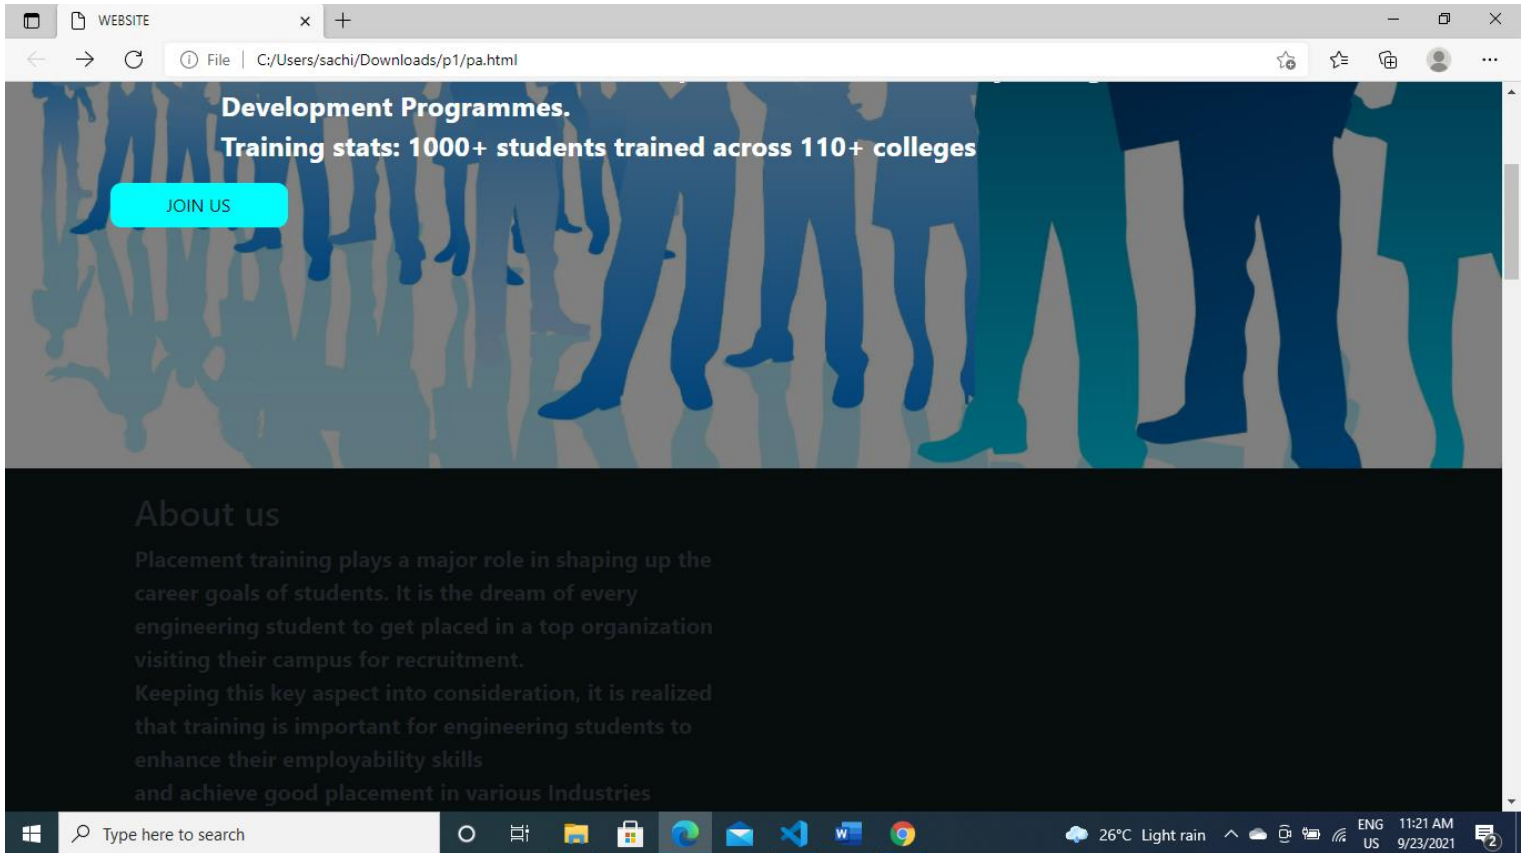 WEBSITE
File
C:/Users/sachi/Downloads/p1/pa.html
Development Programmes.
Training stats: 1000+ students trained across 110+ colleges
JOIN US
About us
Placement training plays a major role in shaping up the
career goals of students. It is the dream of every
engineering student to get placed in a top organization
visiting their campus for recruitment.
Keeping this key aspect into consideration, it is realized
that training is important for engineering students to
enhance their employability skills
and achieve good placement in various Industries
Type here to search
26°C Light rain
ENG
US
11:21 AM
9/23/2021
2